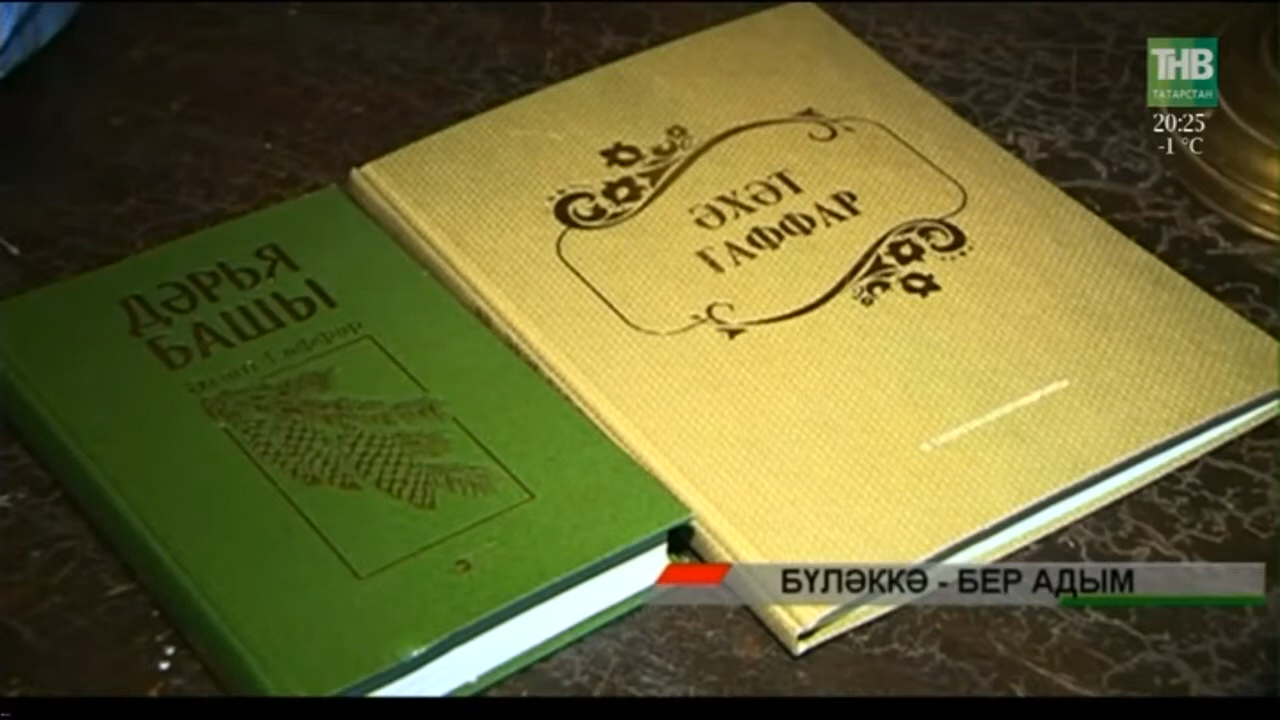 ТНВ
ТАТАРСТАН
20:25
-1 °C
ӘХӘТ
ГАФФАР
ДӘРЬЯ
БАШЫ
Әхәт Гаффар
БҮЛӘККӘ - БЕР АДЫМ